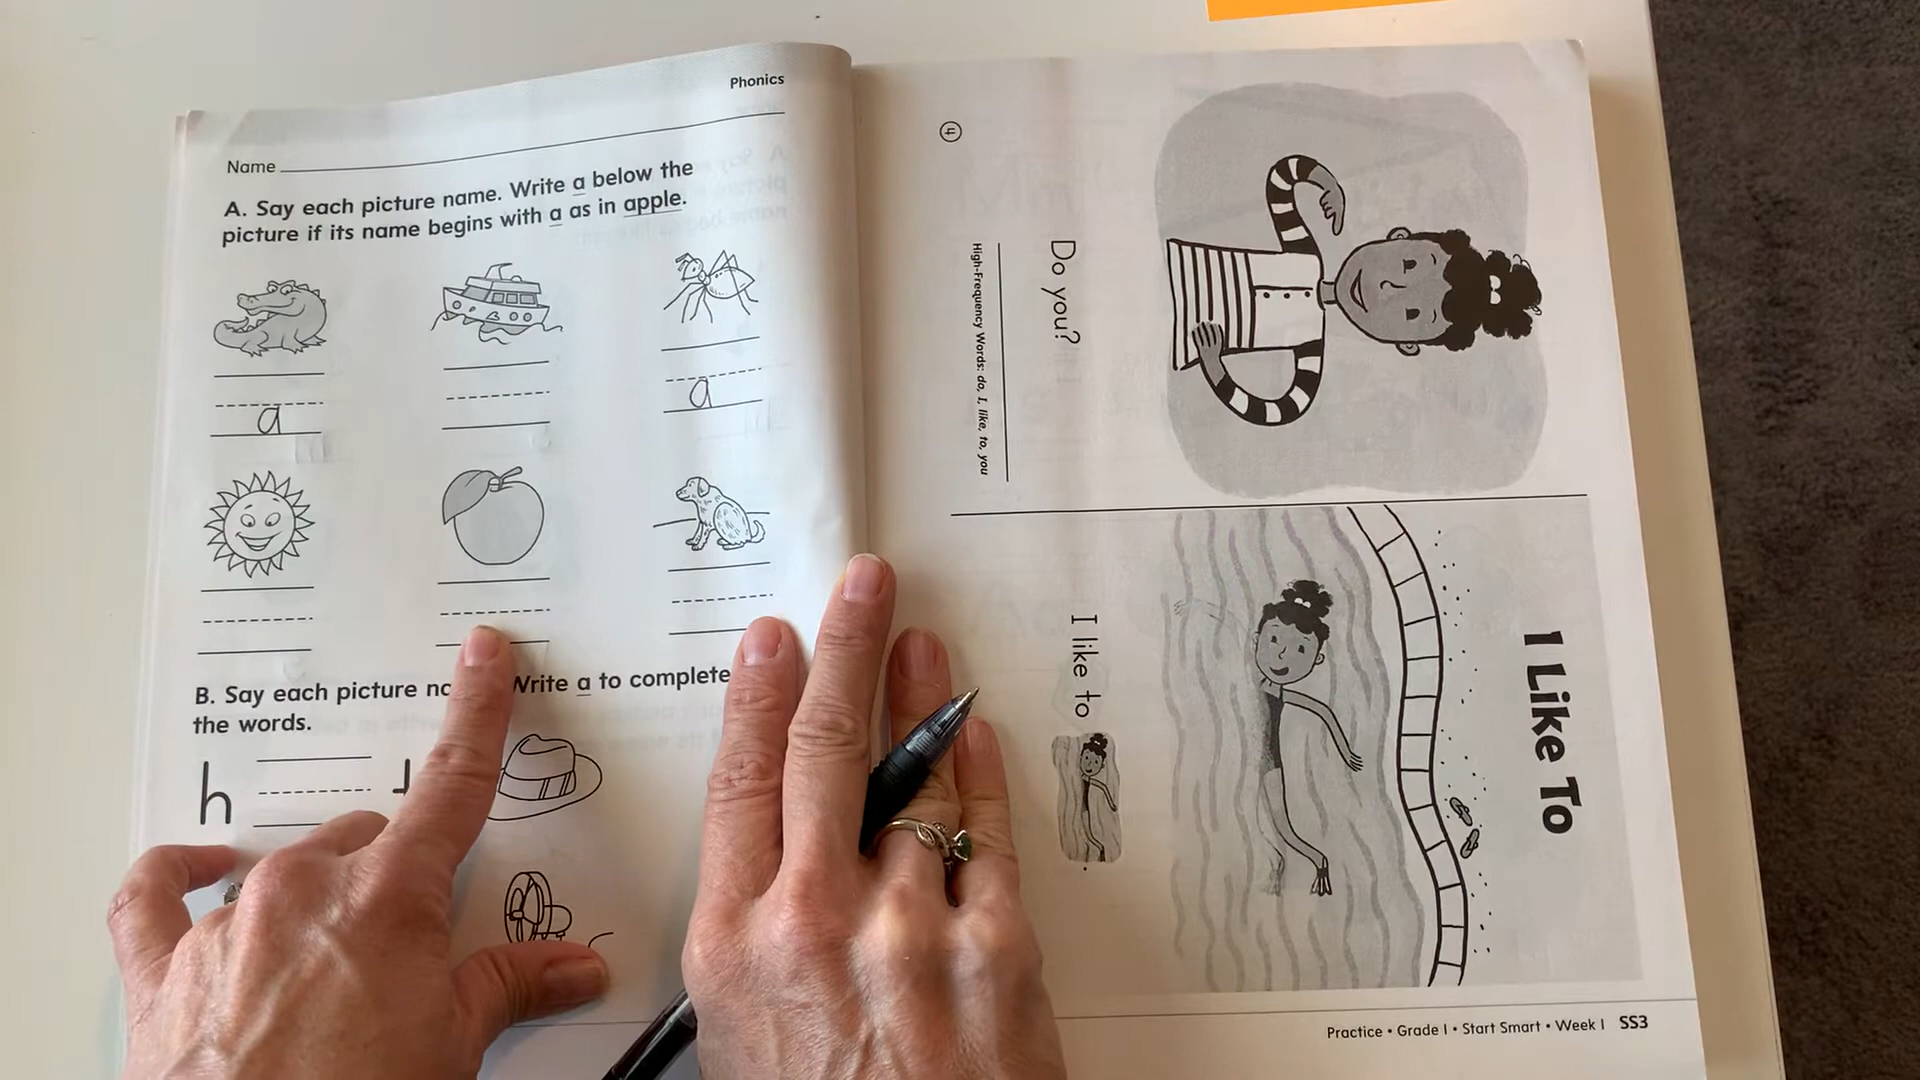 Phonics
Name
A. Say each picture name. Write a below the
picture if its name begins with a as in apple.
a
a
B. Say each picture Write a to complete
the words.
h
4
Do you?
High-Frequency Words: do, I, like, to, you
I Like To
I like to .
Practice • Grade 1 • Start Smart • Week 1 SS3